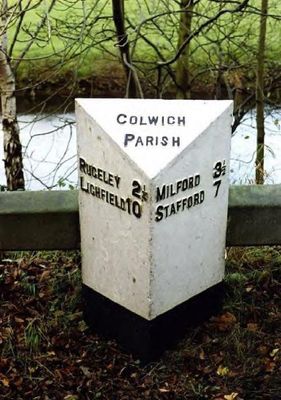 COLWICH
PARISH
RUGELEY 2½
LICHFIELD 10
MILFORD 3½
STAFFORD 7